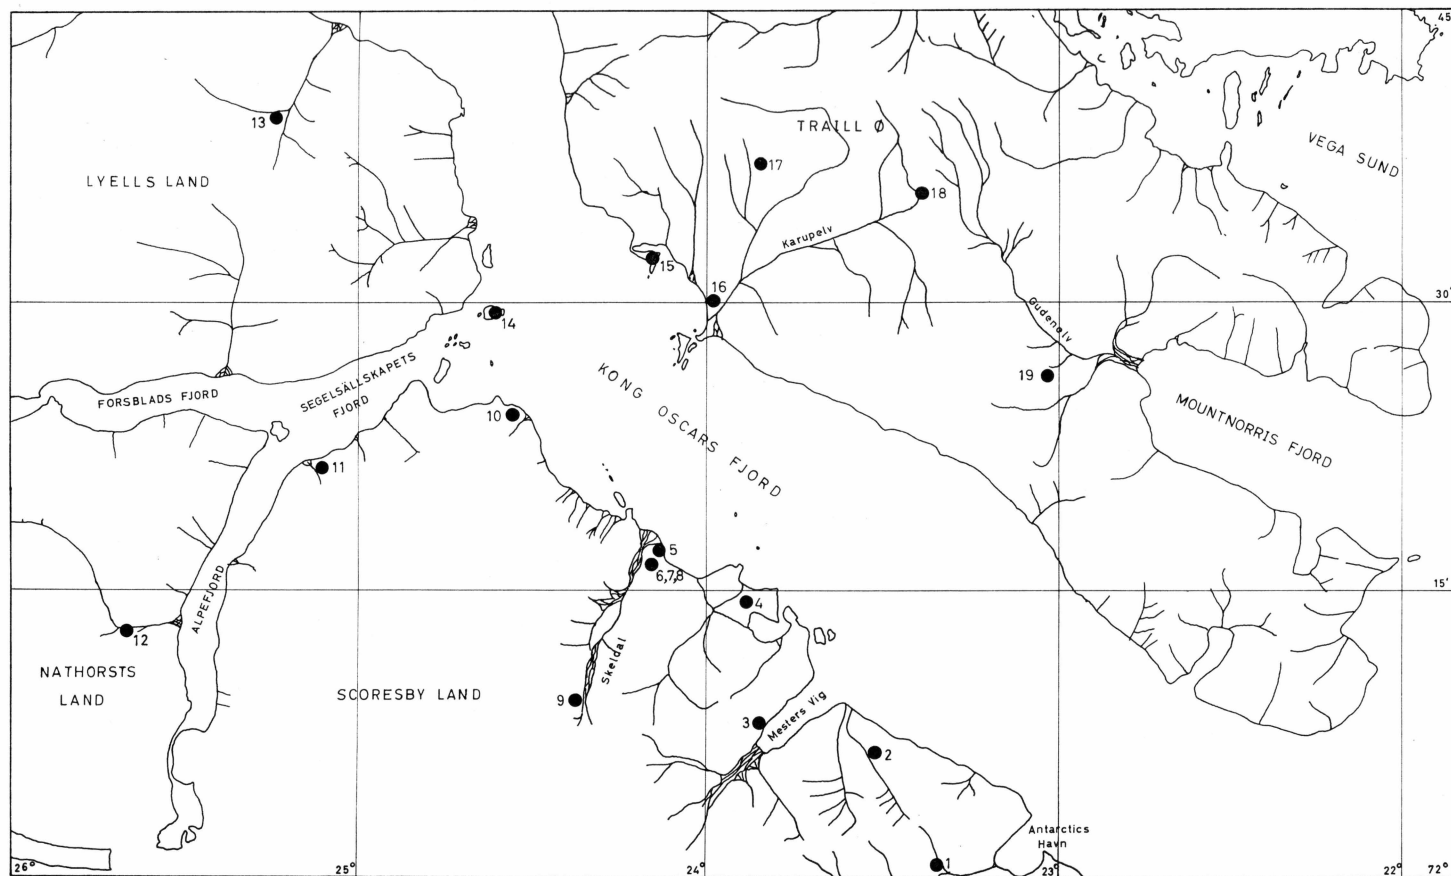 45'
TRAILL Ø
13
VEGA SUND
17
LYELLS LAND
18
Karupelv
15
16
30'
14
Gudenelv
KONG OSCARS FJORD
19
SEGELSÄLLSKAPETS
FJORD
FORSBLADS FJORD
MOUNTNORRIS FJORD
10
11
5
6,7,8
15'
4
ALPEFJORD
12
Skeldal
NATHORSTS
LAND
SCORESBY LAND
9
3
Mesters Vig
2
Antarctics
Havn
1
26°
25°
24°
23°
22°
72°